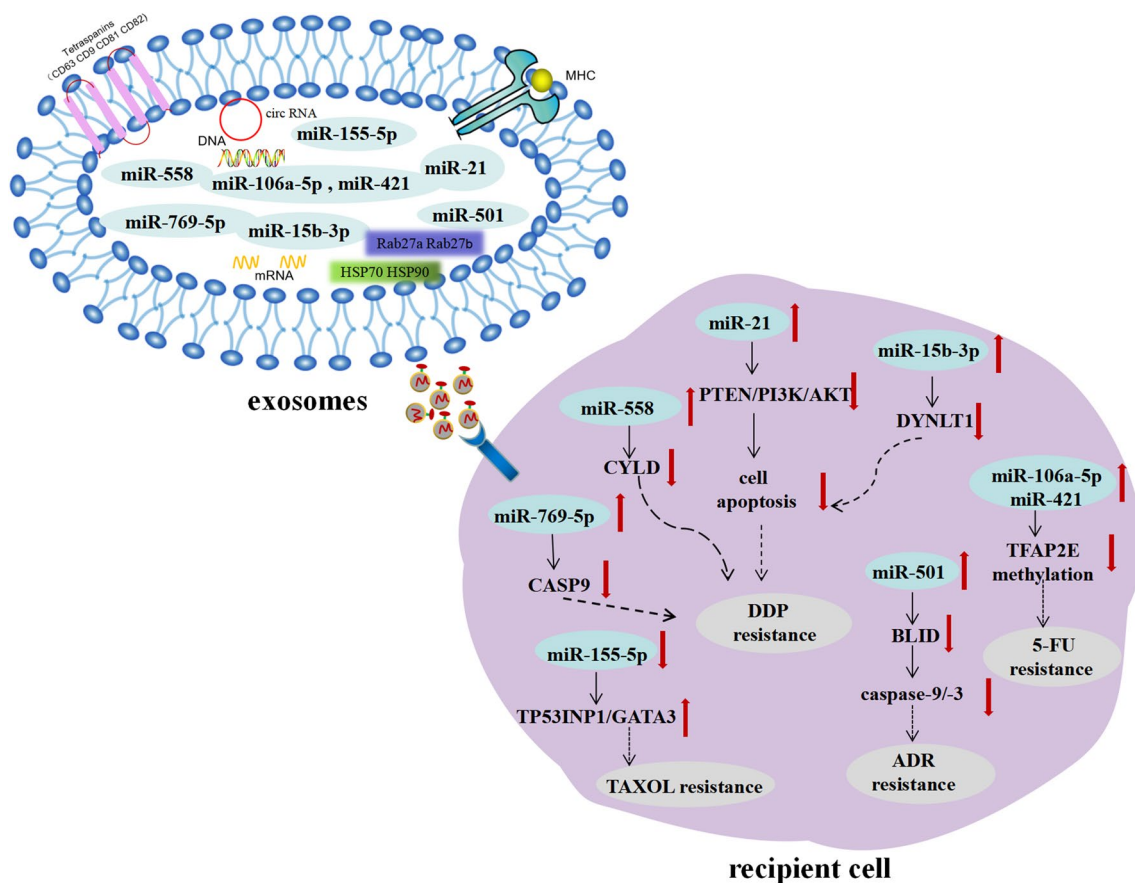 Tetraspanins
(CD63 CD9 CD81 CD82)
MHC
circ RNA
miR-155-5p
DNA
miR-21
miR-558
miR-106a-5p , miR-421
miR-769-5p
miR-501
miR-15b-3p
Rab27a Rab27b
mRNA
HSP70 HSP90
exosomes
miR-21
miR-15b-3p
miR-558
PTEN/PI3K/AKT
DYNLT1
CYLD
cell
apoptosis
miR-106a-5p
miR-421
miR-769-5p
TFAP2E
methylation
miR-501
CASP9
DDP
resistance
BLID
miR-155-5p
5-FU
resistance
caspase-9/-3
TP53INP1/GATA3
ADR
resistance
TAXOL resistance
recipient cell